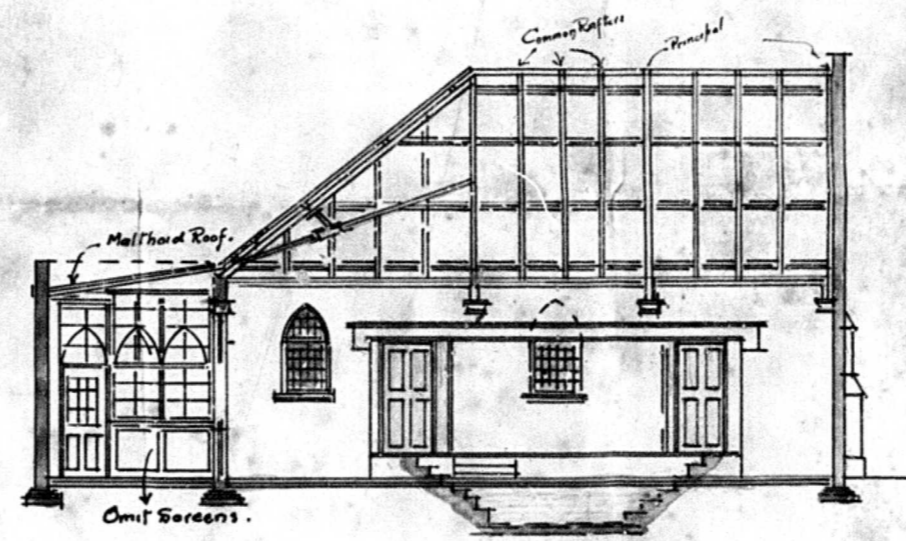 Common Rafters
Principal
Malthoid Roof.
Omit Screens.